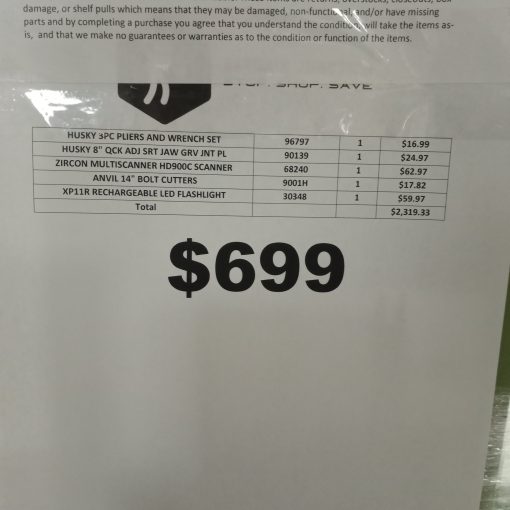 damage, or shelf pulls which means that they may be damaged, non-functional, and/or have missing
parts and by completing a purchase you agree that you understand the condition, will take the items as-
is, and that we make no guarantees or warranties as to the condition or function of the items.
STOP. SHOP. SAVE
HUSKY 3PC PLIERS AND WRENCH SET 96797 1 $16.99
HUSKY 8" QCK ADJ SRT JAW GRV JNT PL 90139 1 $24.97
ZIRCON MULTISCANNER HD900C SCANNER 68240 1 $62.97
ANVIL 14" BOLT CUTTERS 9001H 1 $17.82
XP11R RECHARGEABLE LED FLASHLIGHT 30348 1 $59.97
Total $2,319.33
$699